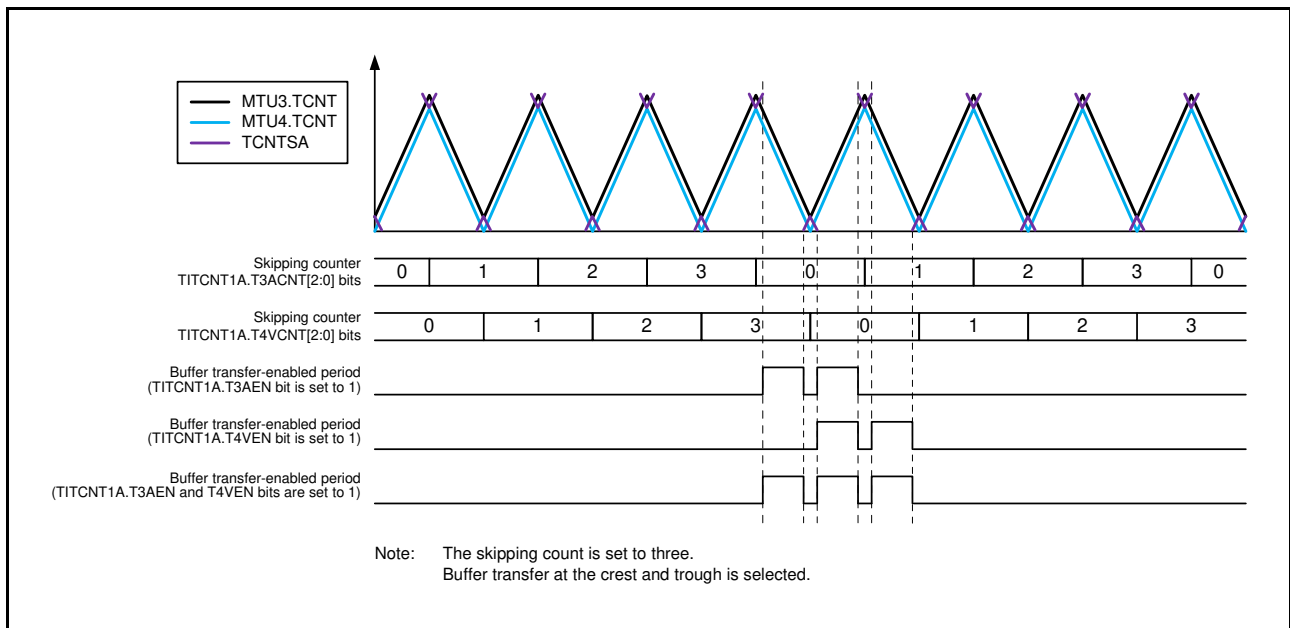 MTU3.TCNT
MTU4.TCNT
TCNTSA
Skipping counter
TITCNT1A.T3ACNT[2:0] bits
0 1 2 3 0 1 2 3 0
Skipping counter
TITCNT1A.T4VCNT[2:0] bits
0 1 2 3 0 1 2 3
Buffer transfer-enabled period
(TITCNT1A.T3AEN bit is set to 1)
Buffer transfer-enabled period
(TITCNT1A.T4VEN bit is set to 1)
Buffer transfer-enabled period
(TITCNT1A.T3AEN and T4VEN bits are set to 1)
Note: The skipping count is set to three.
Buffer transfer at the crest and trough is selected.